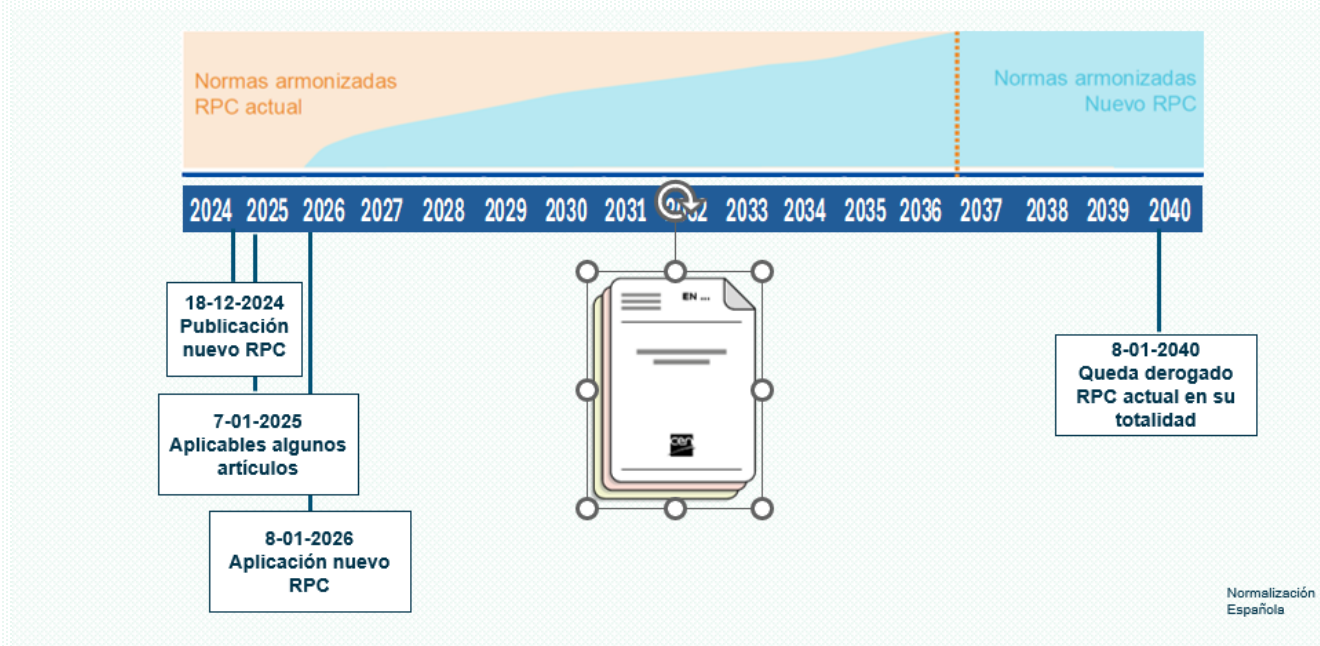 Normas armonizadas
RPC actual
Normas armonizadas
Nuevo RPC
2024 2025 2026 2027 2028 2029 2030 2031 2033 2034 2035 2036 2037 2038 2039 2040
18-12-2024
Publicación
nuevo RPC
7-01-2025
Aplicables algunos
artículos
8-01-2026
Aplicación nuevo
RPC
EN ...
cen
8-01-2040
Queda derogado
RPC actual en su
totalidad
Normalización
Española